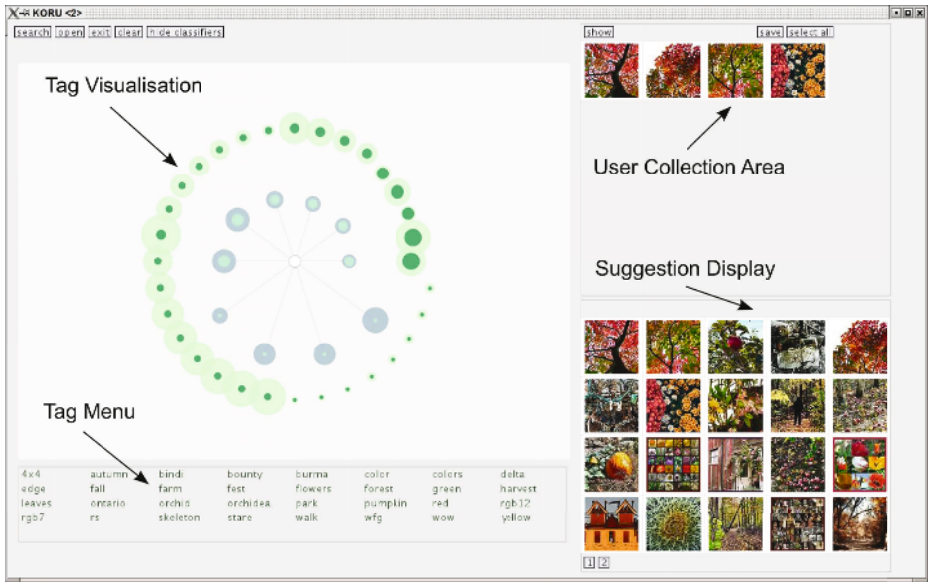 KORU <2>
search open exit clear hide classifiers
show save select all
Tag Visualisation
User Collection Area
Suggestion Display
Tag Menu
4x4 autumn bindi bounty burma color colors delta
edge fall farm fest flowers forest green harvest
leaves ontario orchid orchidea park pumplin red rgb12
rgb7 rs skeleton stare walk wfg wow yellow
1 2